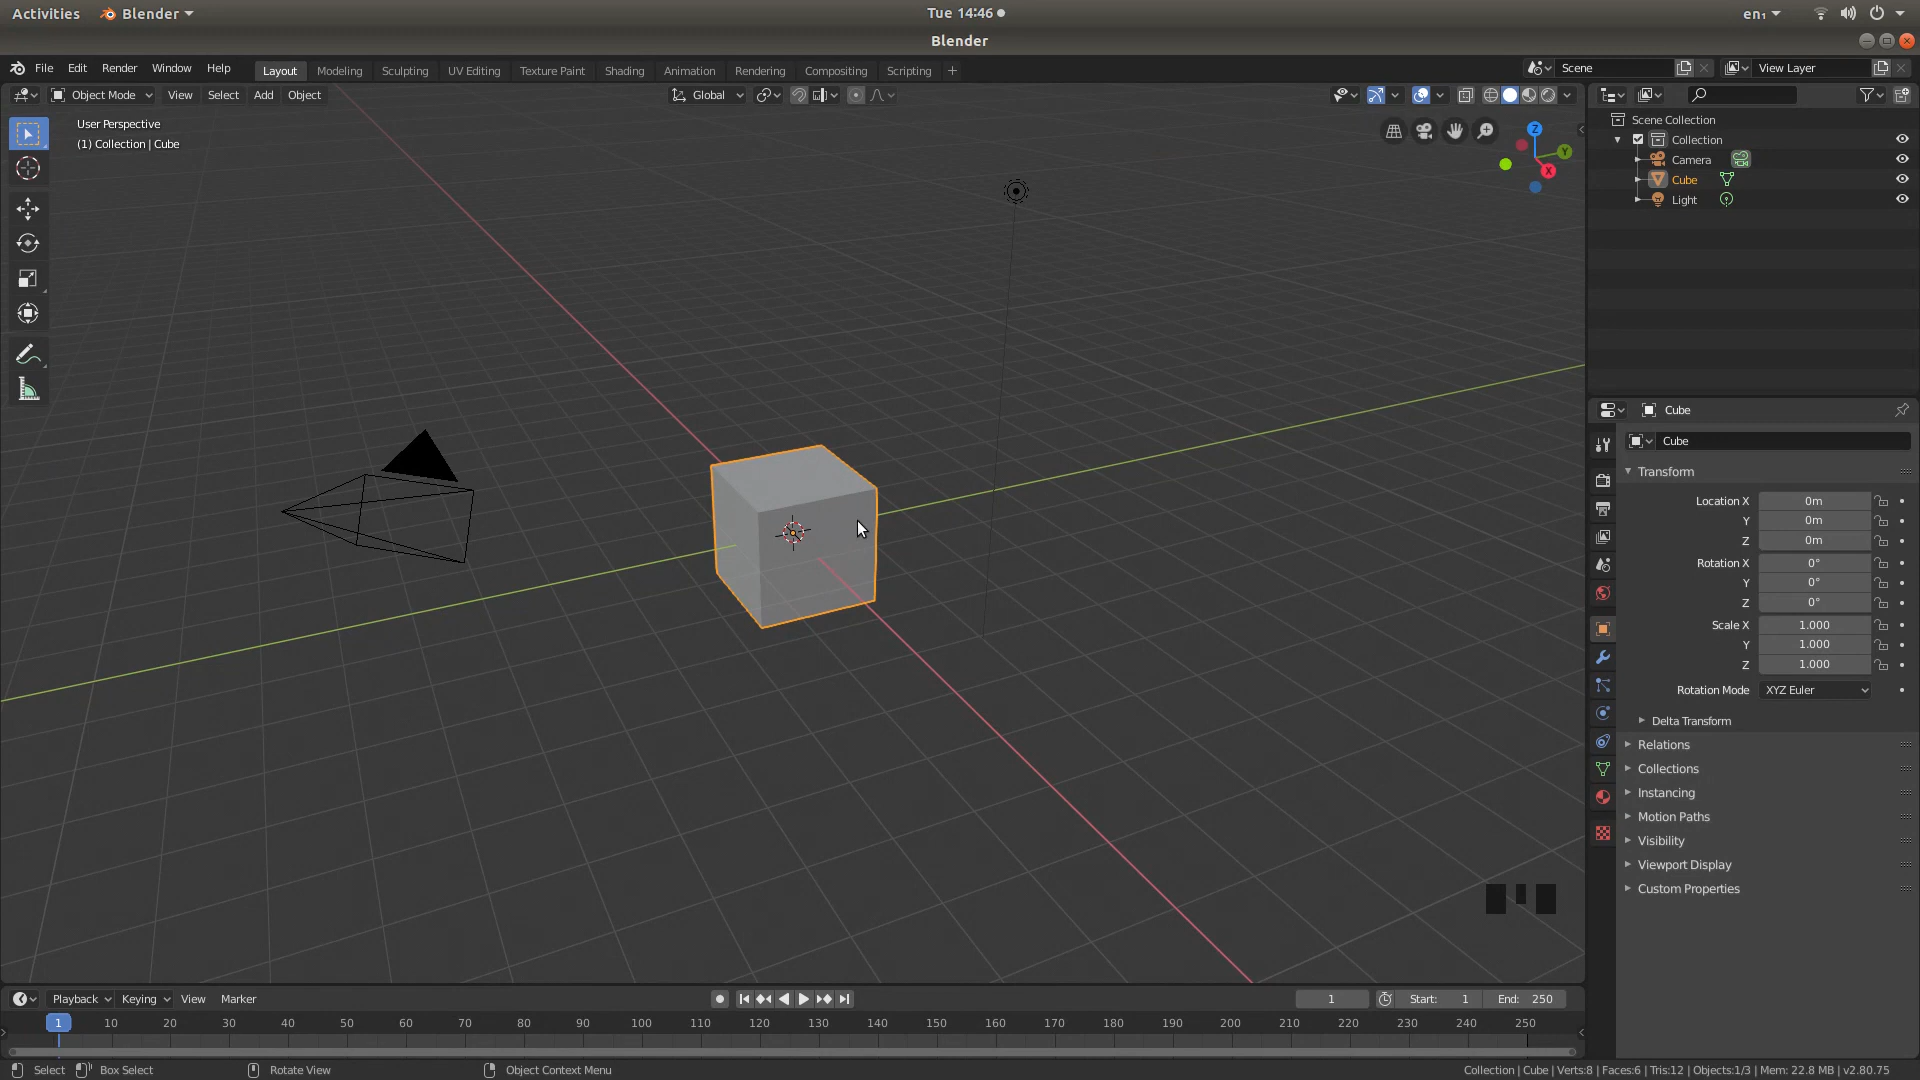 Activities Blender Tue 14:46 en₁
Blender
File Edit Render Window Help Layout Modeling Sculpting UV Editing Texture Paint Shading Animation Rendering Compositing Scripting + Scene View Layer
Object Mode View Select Add Object Global
User Perspective
(1) Collection | Cube
Z
Y
X
Scene Collection
Collection
Camera
Cube
Light
Cube
Cube
Transform
Location X 0m
Y 0m
Z 0m
Rotation X 0°
Y 0°
Z 0°
Scale X 1.000
Y 1.000
Z 1.000
Rotation Mode XYZ Euler
Delta Transform
Relations
Collections
Instancing
Motion Paths
Visibility
Viewport Display
Custom Properties
Playback Keying View Marker 1 Start: 1 End: 250
1 10 20 30 40 50 60 70 80 90 100 110 120 130 140 150 160 170 180 190 200 210 220 230 240 250
Select Box Select Rotate View Object Context Menu Collection | Cube | Verts:8 | Faces:6 | Tris:12 | Objects:1/3 | Mem: 22.8 MB | v2.80.75